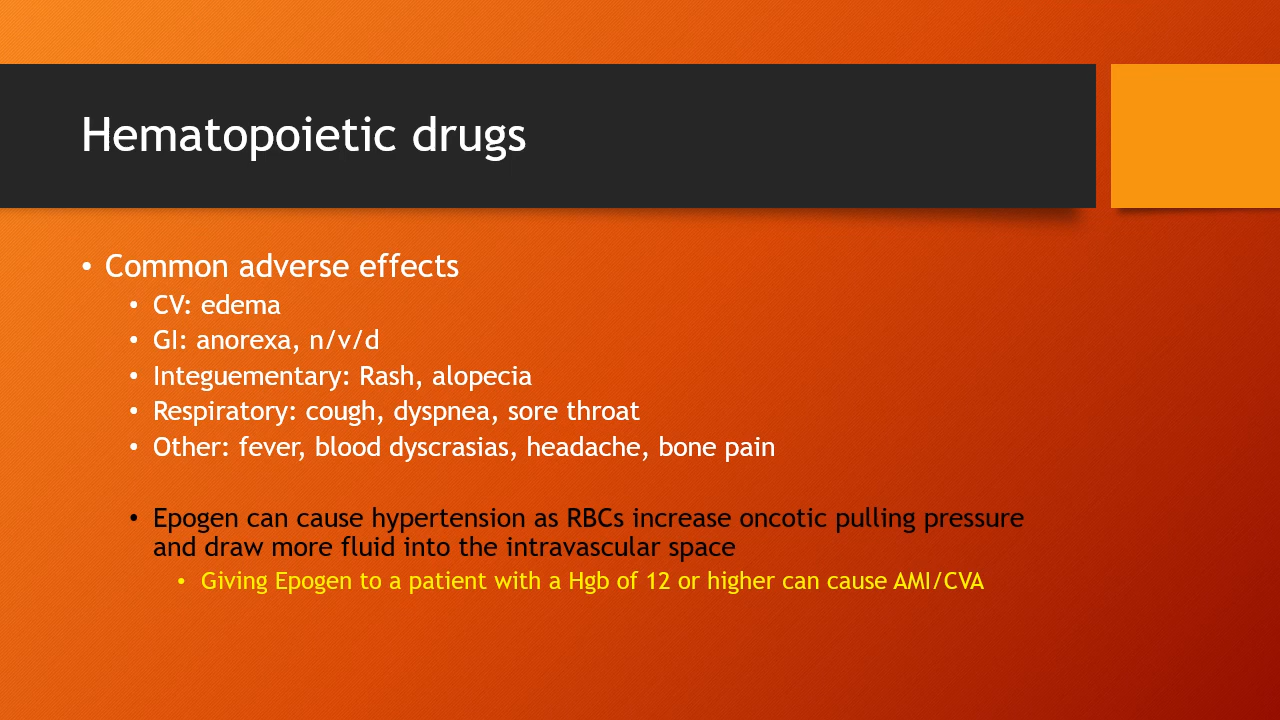 Hematopoietic drugs
• Common adverse effects
• CV: edema
• GI: anorexa, n/v/d
• Integuementary: Rash, alopecia
• Respiratory: cough, dyspnea, sore throat
• Other: fever, blood dyscrasias, headache, bone pain
• Epogen can cause hypertension as RBCs increase oncotic pulling pressure
and draw more fluid into the intravascular space
• Giving Epogen to a patient with a Hgb of 12 or higher can cause AMI/CVA